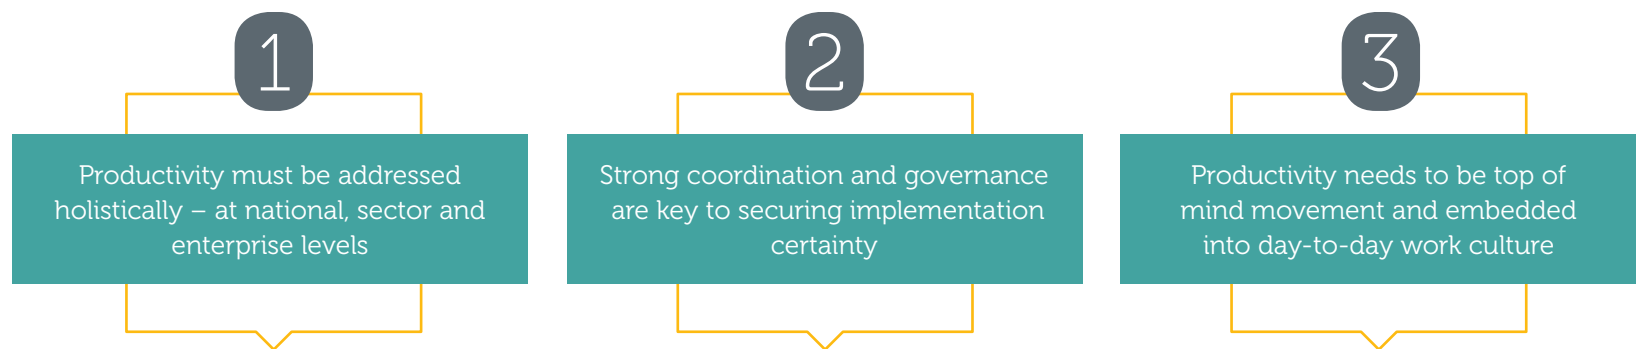 1
Productivity must be addressed
holistically – at national, sector and
enterprise levels
2
Strong coordination and governance
are key to securing implementation
certainty
3
Productivity needs to be top of
mind movement and embedded
into day-to-day work culture